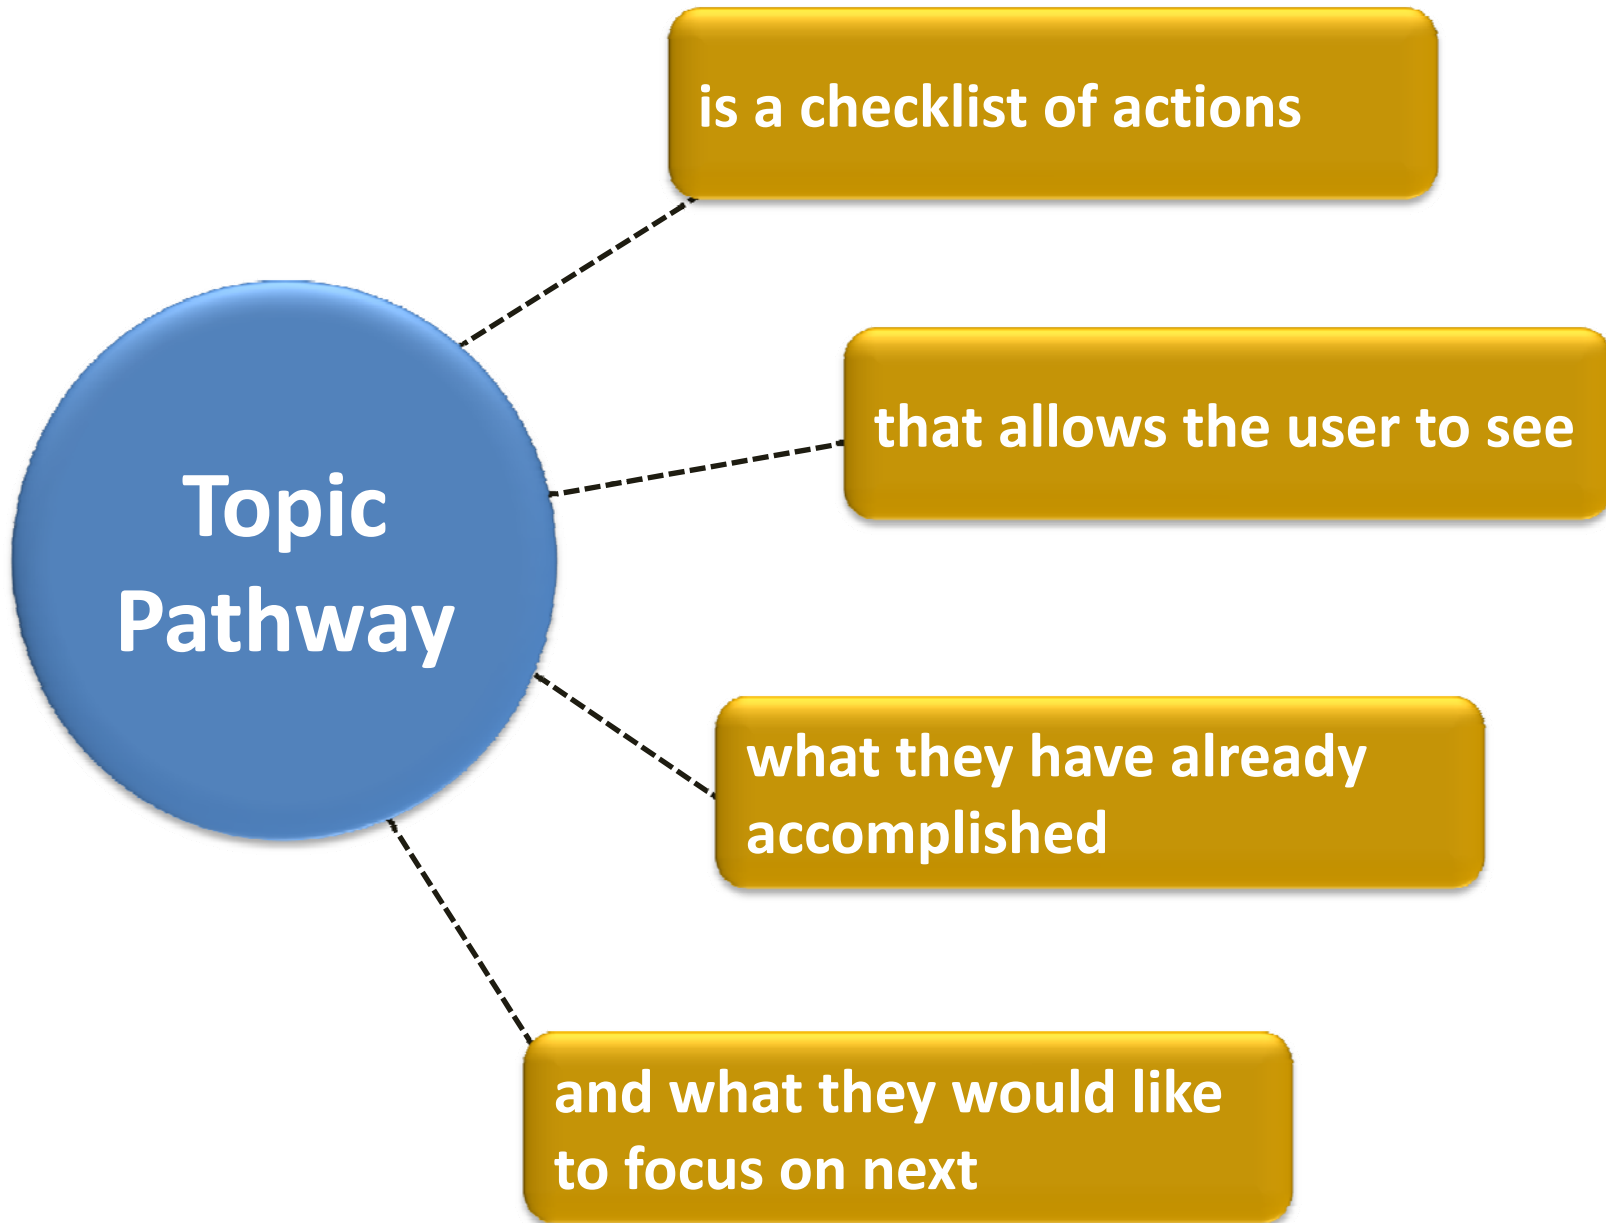 Topic
Pathway
is a checklist of actions
that allows the user to see
what they have already
accomplished
and what they would like
to focus on next